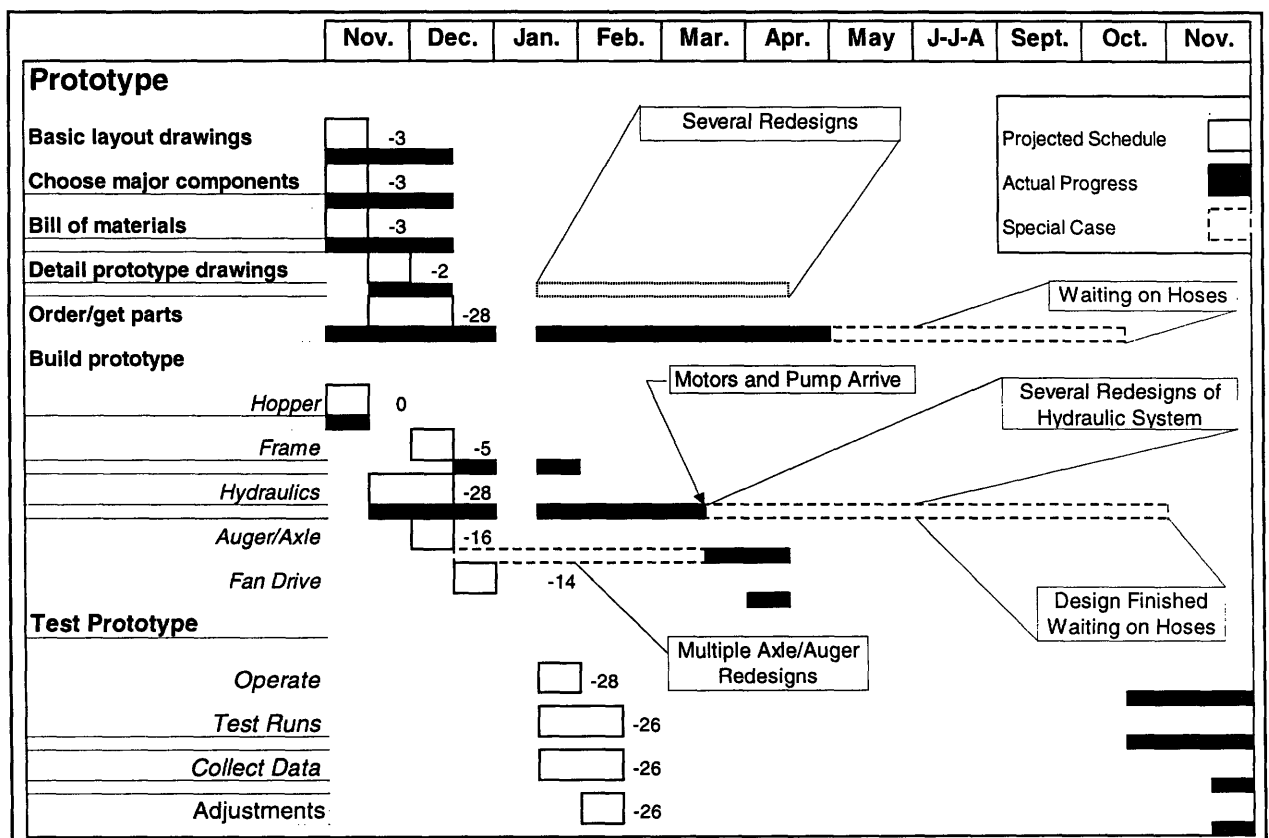 Nov. Dec. Jan. Feb. Mar. Apr. May J-J-A Sept. Oct. Nov.
Prototype
Several Redesigns
Basic layout drawings -3
Projected Schedule
Choose major components -3
Actual Progress
Bill of materials -3
Special Case
Detail prototype drawings -2
Waiting on Hoses
Order/get parts -28
Build prototype
Motors and Pump Arrive
Several Redesigns of
Hydraulic System
Hopper 0
Frame -5
Hydraulics -28
Auger/Axle -16
Fan Drive -14
Design Finished
Waiting on Hoses
Test Prototype
Multiple Axle/Auger
Redesigns
Operate -28
Test Runs -26
Collect Data -26
Adjustments -26